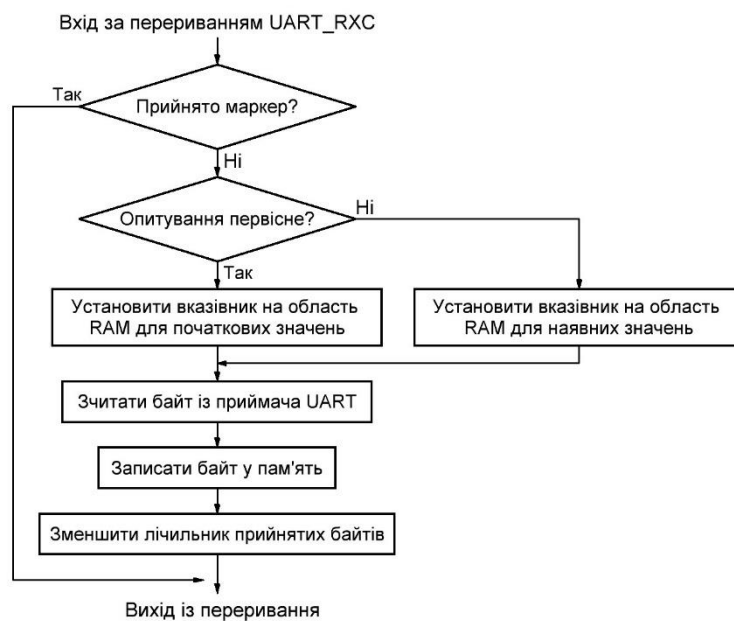 Вхід за перериванням UART_RXC
Так
Прийнято маркер?
Ні
Опитування первісне?
Ні
Так
Установити вказівник на область
RAM для початкових значень
Установити вказівник на область
RAM для наявних значень
Зчитати байт із приймача UART
Записати байт у пам'ять
Зменшити лічильник прийнятих байтів
Вихід із переривання